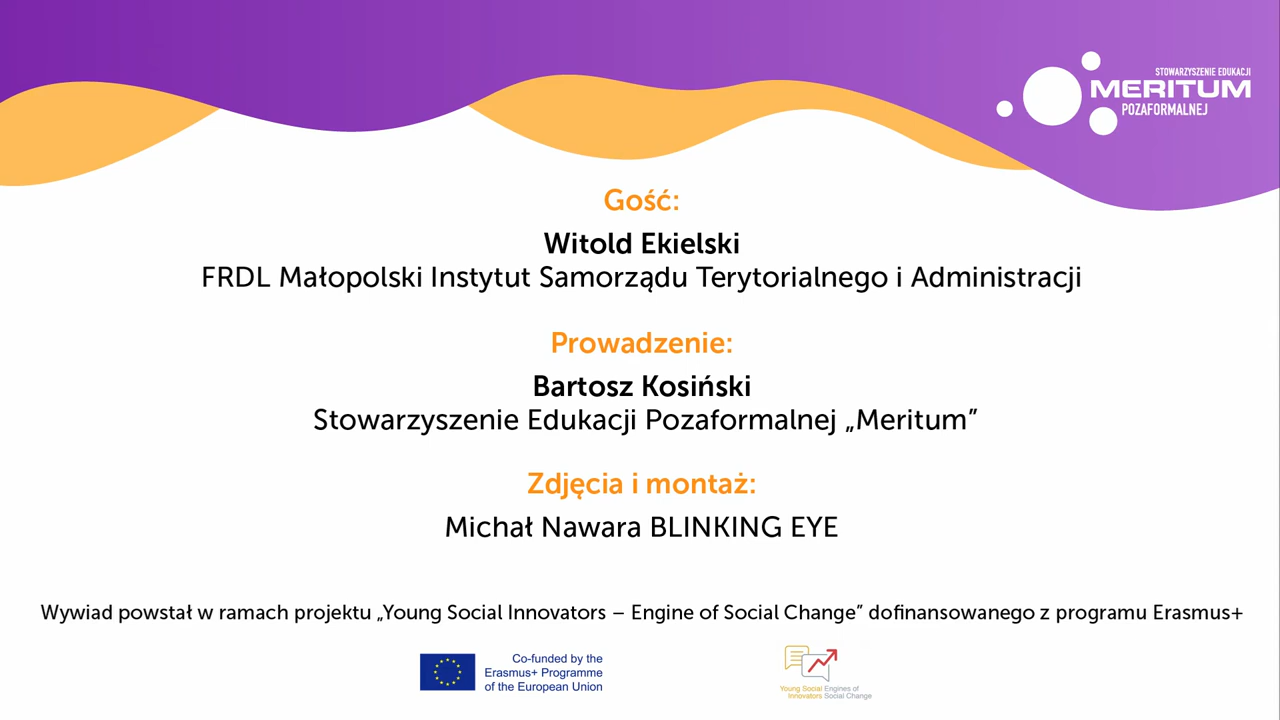 STOWARZYSZENIE EDUKACJI
MERITUM
POZAFORMALNEJ
Gość:
Witold Ekielski
FRDL Małopolski Instytut Samorządu Terytorialnego i Administracji
Prowadzenie:
Bartosz Kosiński
Stowarzyszenie Edukacji Pozaformalnej „Meritum”
Zdjęcia i montaż:
Michał Nawara BLINKING EYE
Wywiad powstał w ramach projektu „Young Social Innovators – Engine of Social Change” dofinansowanego z programu Erasmus+
Co-funded by the
Erasmus+ Programme
of the European Union
Young Social Engines of
Innovators Social Change